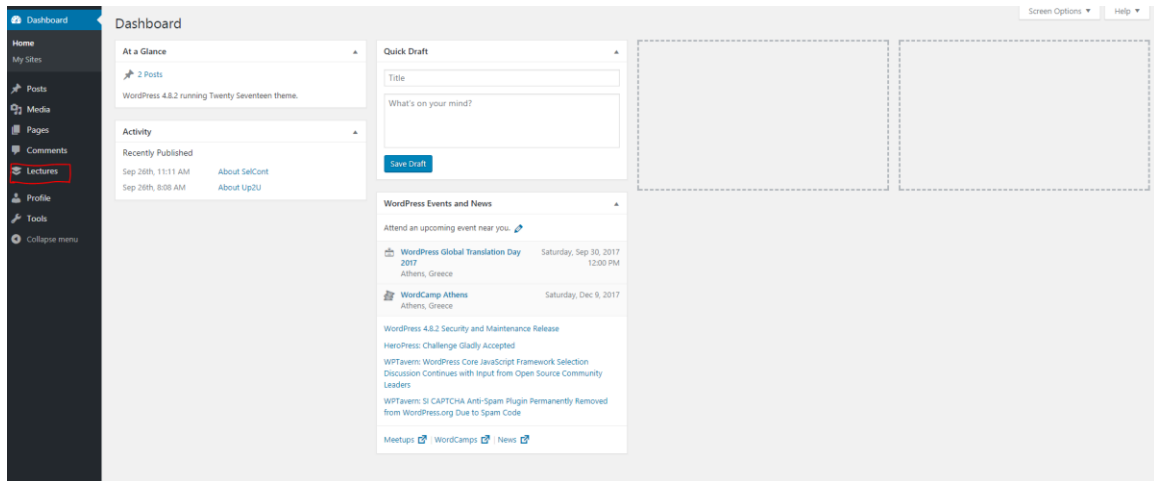 Screen Options ▼ Help ▼
Dashboard
Home
My Sites
Posts
Media
Pages
Comments
Lectures
Profile
Tools
Collapse menu
Dashboard
At a Glance
2 Posts
WordPress 4.8.2 running Twenty Seventeen theme.
Activity
Recently Published
Sep 26th, 11:11 AM About SelCont
Sep 26th, 8:08 AM About Up2U
Quick Draft
Title
What's on your mind?
Save Draft
WordPress Events and News
Attend an upcoming event near you.
WordPress Global Translation Day Saturday, Sep 30, 2017
2017 12:00 PM
Athens, Greece
WordCamp Athens Saturday, Dec 9, 2017
Athens, Greece
WordPress 4.8.2 Security and Maintenance Release
HeroPress: Challenge Gladly Accepted
WPTavern: WordPress Core JavaScript Framework Selection
Discussion Continues with Input from Open Source Community
Leaders
WPTavern: SI CAPTCHA Anti-Spam Plugin Permanently Removed
from WordPress.org Due to Spam Code
Meetups | WordCamps | News